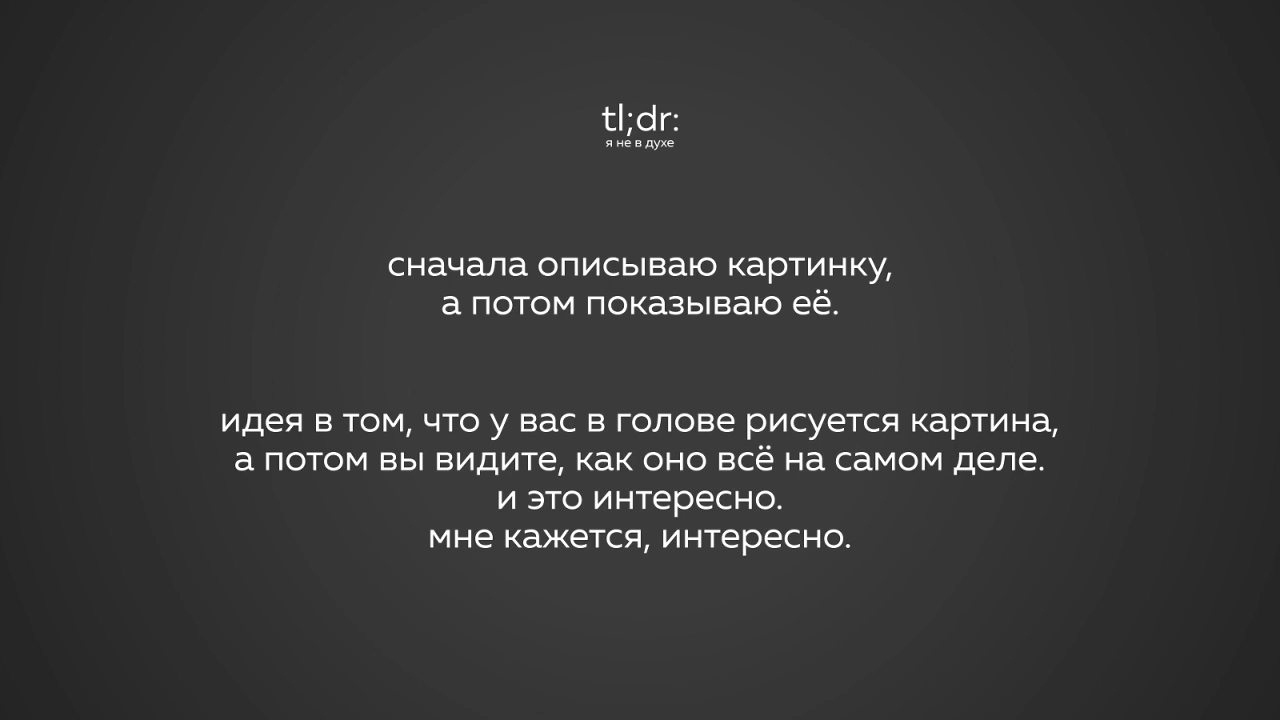 tl;dr:
я не в духе
сначала описываю картинку,
а потом показываю её.
идея в том, что у вас в голове рисуется картина,
а потом вы видите, как оно всё на самом деле.
и это интересно.
мне кажется, интересно.